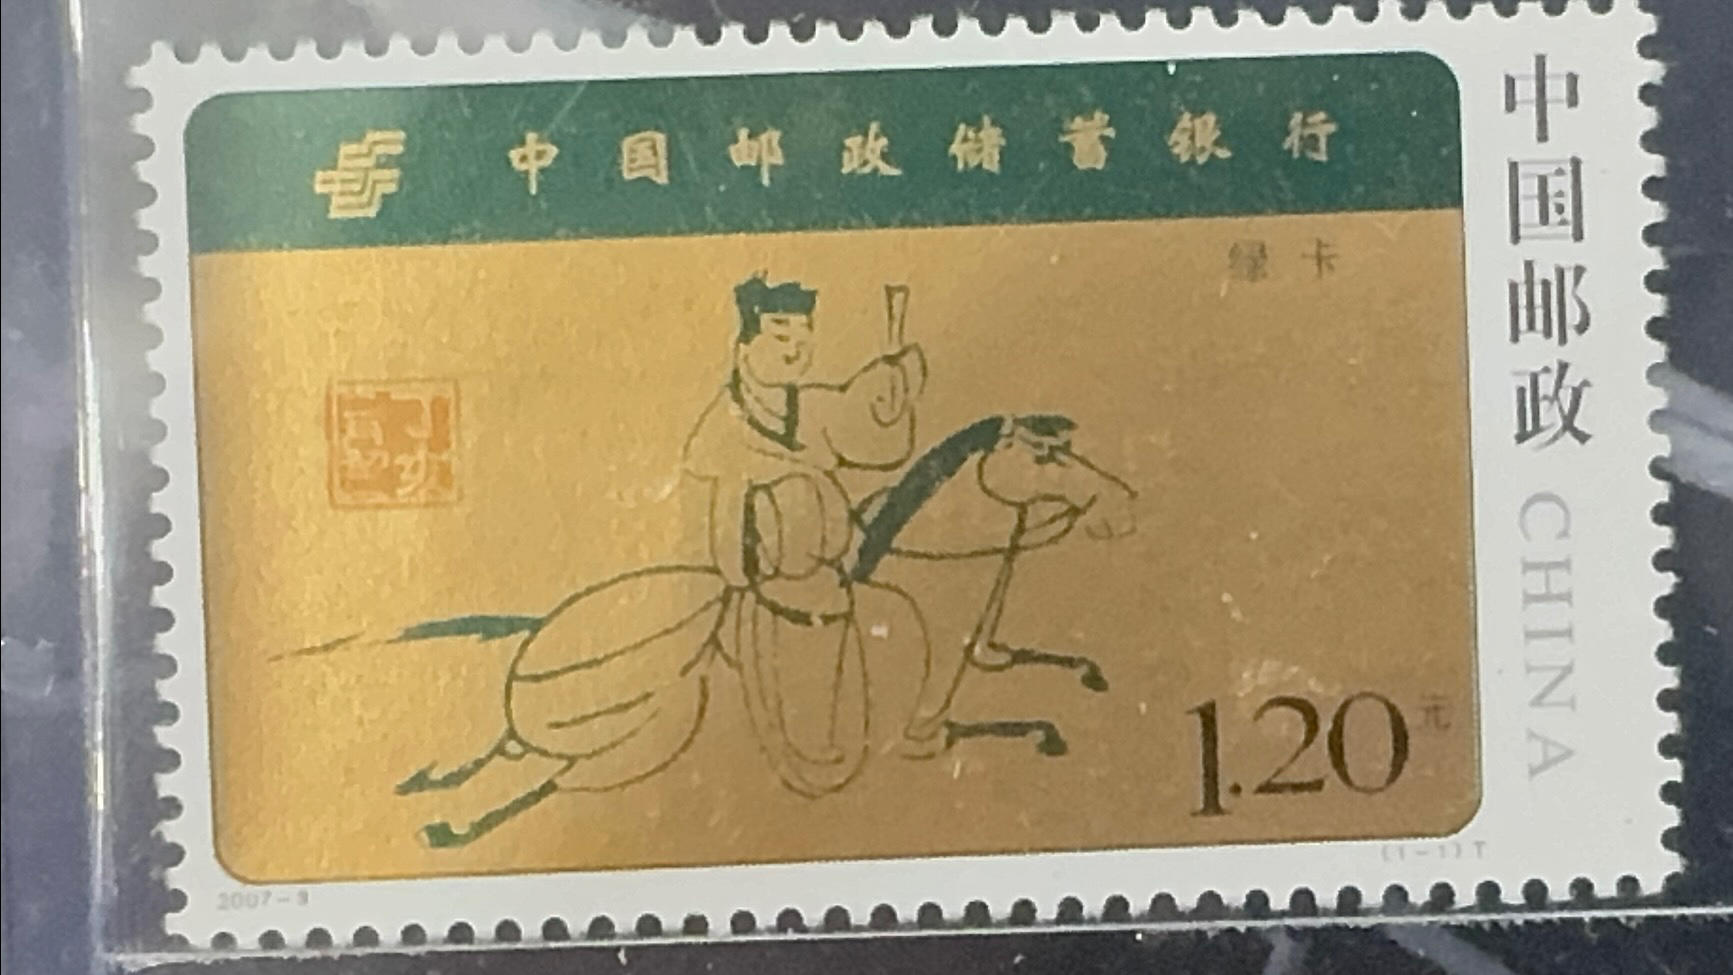 中国邮政储蓄银行
绿卡
1.20元
2007-9
(1-1)T
中国邮政 CHINA